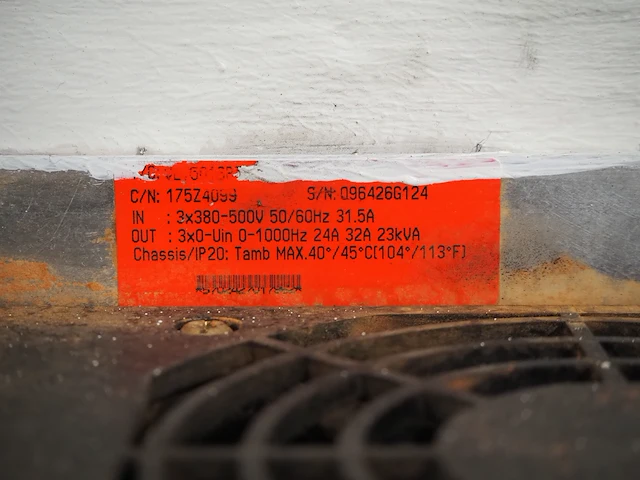 C/N: 175Z4099 S/N: 096426G124
IN : 3x380-500V 50/60Hz 31.5A
OUT : 3x0-Uin 0-1000Hz 24A 32A 23kVA
Chassis/IP20: Tamb MAX.40°/45°C(104°/113°F)